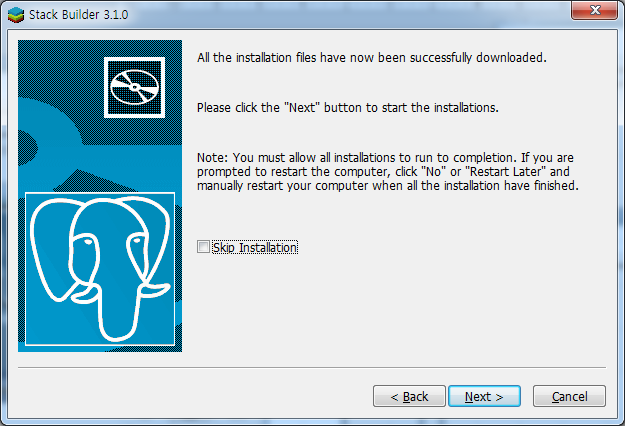 Stack Builder 3.1.0
All the installation files have now been successfully downloaded.
Please click the "Next" button to start the installations.
Note: You must allow all installations to run to completion. If you are
prompted to restart the computer, click "No" or "Restart Later" and
manually restart your computer when all the installation have finished.
Skip Installation
< Back
Next >
Cancel